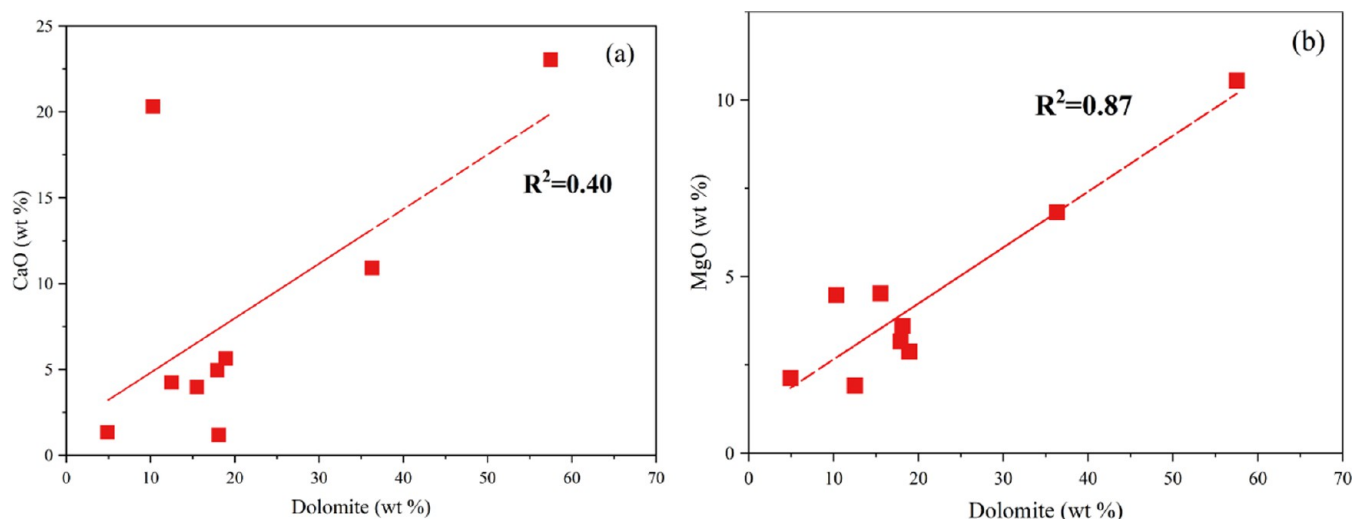 (a)
R²=0.40
CaO (wt %)
25
20
15
10
5
0
0 10 20 30 40 50 60 70
Dolomite (wt %)
(b)
R²=0.87
MgO (wt %)
10
5
0
0 10 20 30 40 50 60 70
Dolomite (wt %)